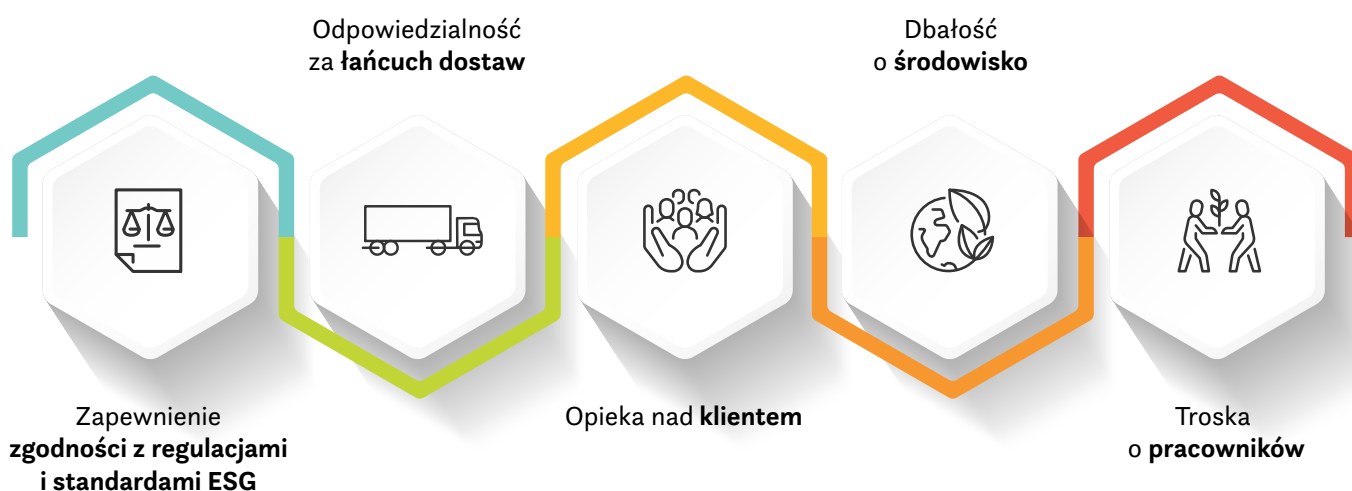 Odpowiedzialność
za łańcuch dostaw
Dbałość
o środowisko
Zapewnienie
zgodności z regulacjami
i standardami ESG
Opieka nad klientem
Troska
o pracowników